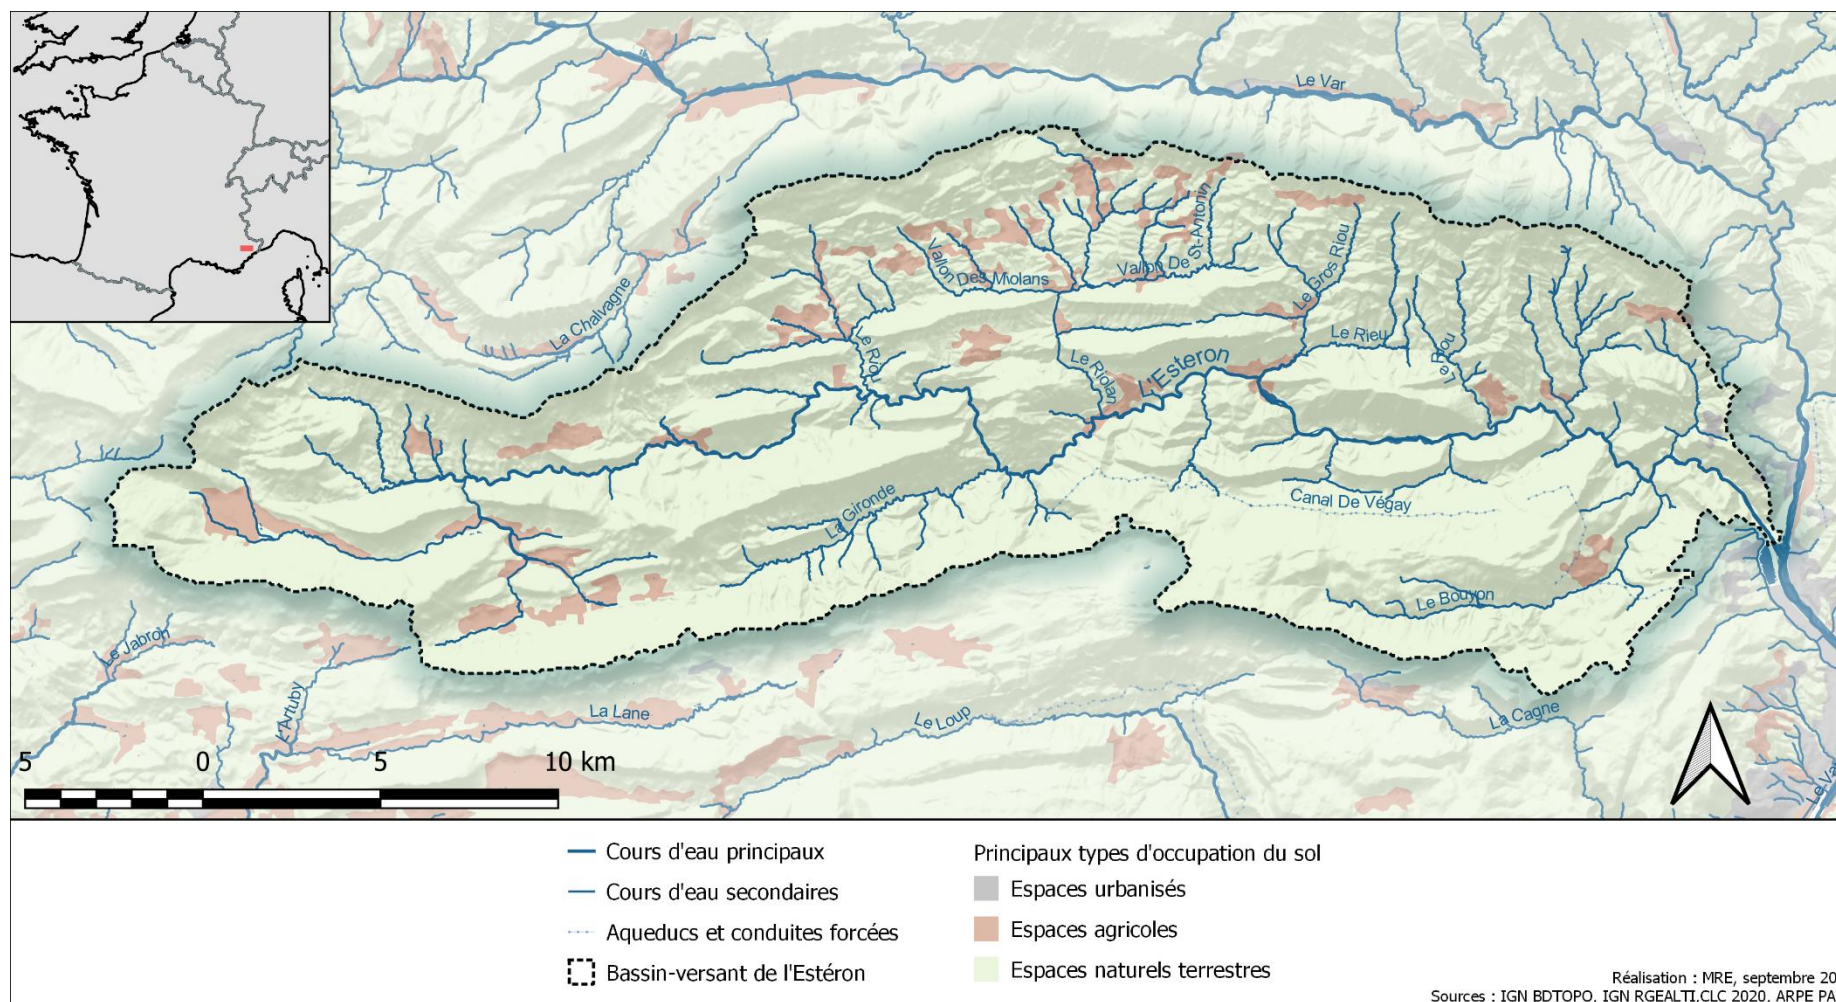 Le Var
La Chalvagne
Vallon
Des Miolans
Vallon De
St-Antonin
Le Gros Riou
Le Riou
Le Riolan
L'Esteron
Le Rieu
Le Riou
La Gironde
Canal De Végay
Le Bouyon
Le Jabron
L'Artuby
La Lane
Le Loup
La Cagne
5 0 5 10 km
Cours d'eau principaux
Cours d'eau secondaires
Aqueducs et conduites forcées
Bassin-versant de l'Estéron
Principaux types d'occupation du sol
Espaces urbanisés
Espaces agricoles
Espaces naturels terrestres
Réalisation : MRE, septembre 20
Sources : IGN BDTOPO, IGN RGEALTI,CLC 2020, ARPE PA